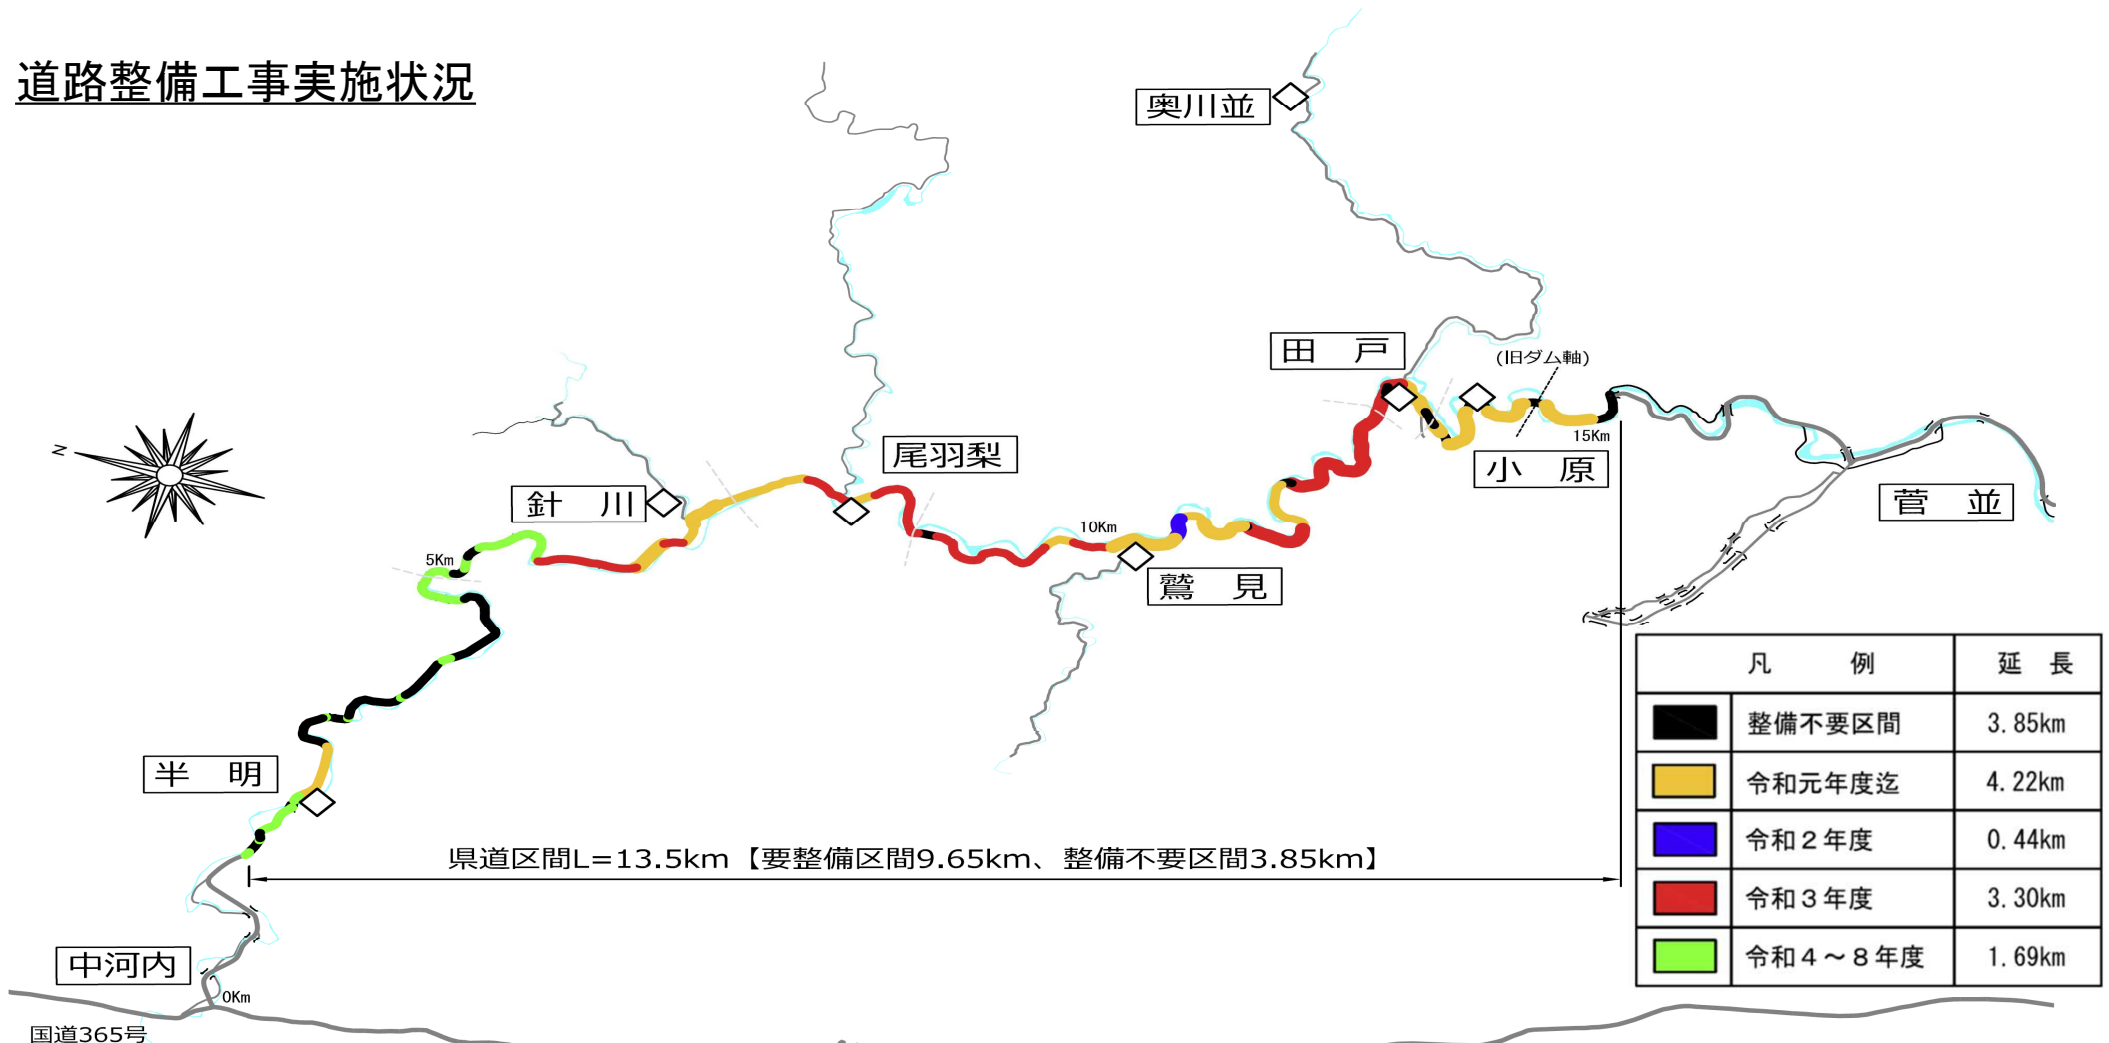 道路整備工事実施状況
奥川並
田 戸
(旧ダム軸)
15Km
小 原
菅 並
尾羽梨
針 川
N
10Km
鷲 見
5Km
半 明
県道区間L=13.5km【要整備区間9.65km、整備不要区間3.85km】
中河内
0Km
国道365号
凡 例 延 長
整備不要区間 3.85km
令和元年度迄 4.22km
令和２年度 0.44km
令和３年度 3.30km
令和４～８年度 1.69km